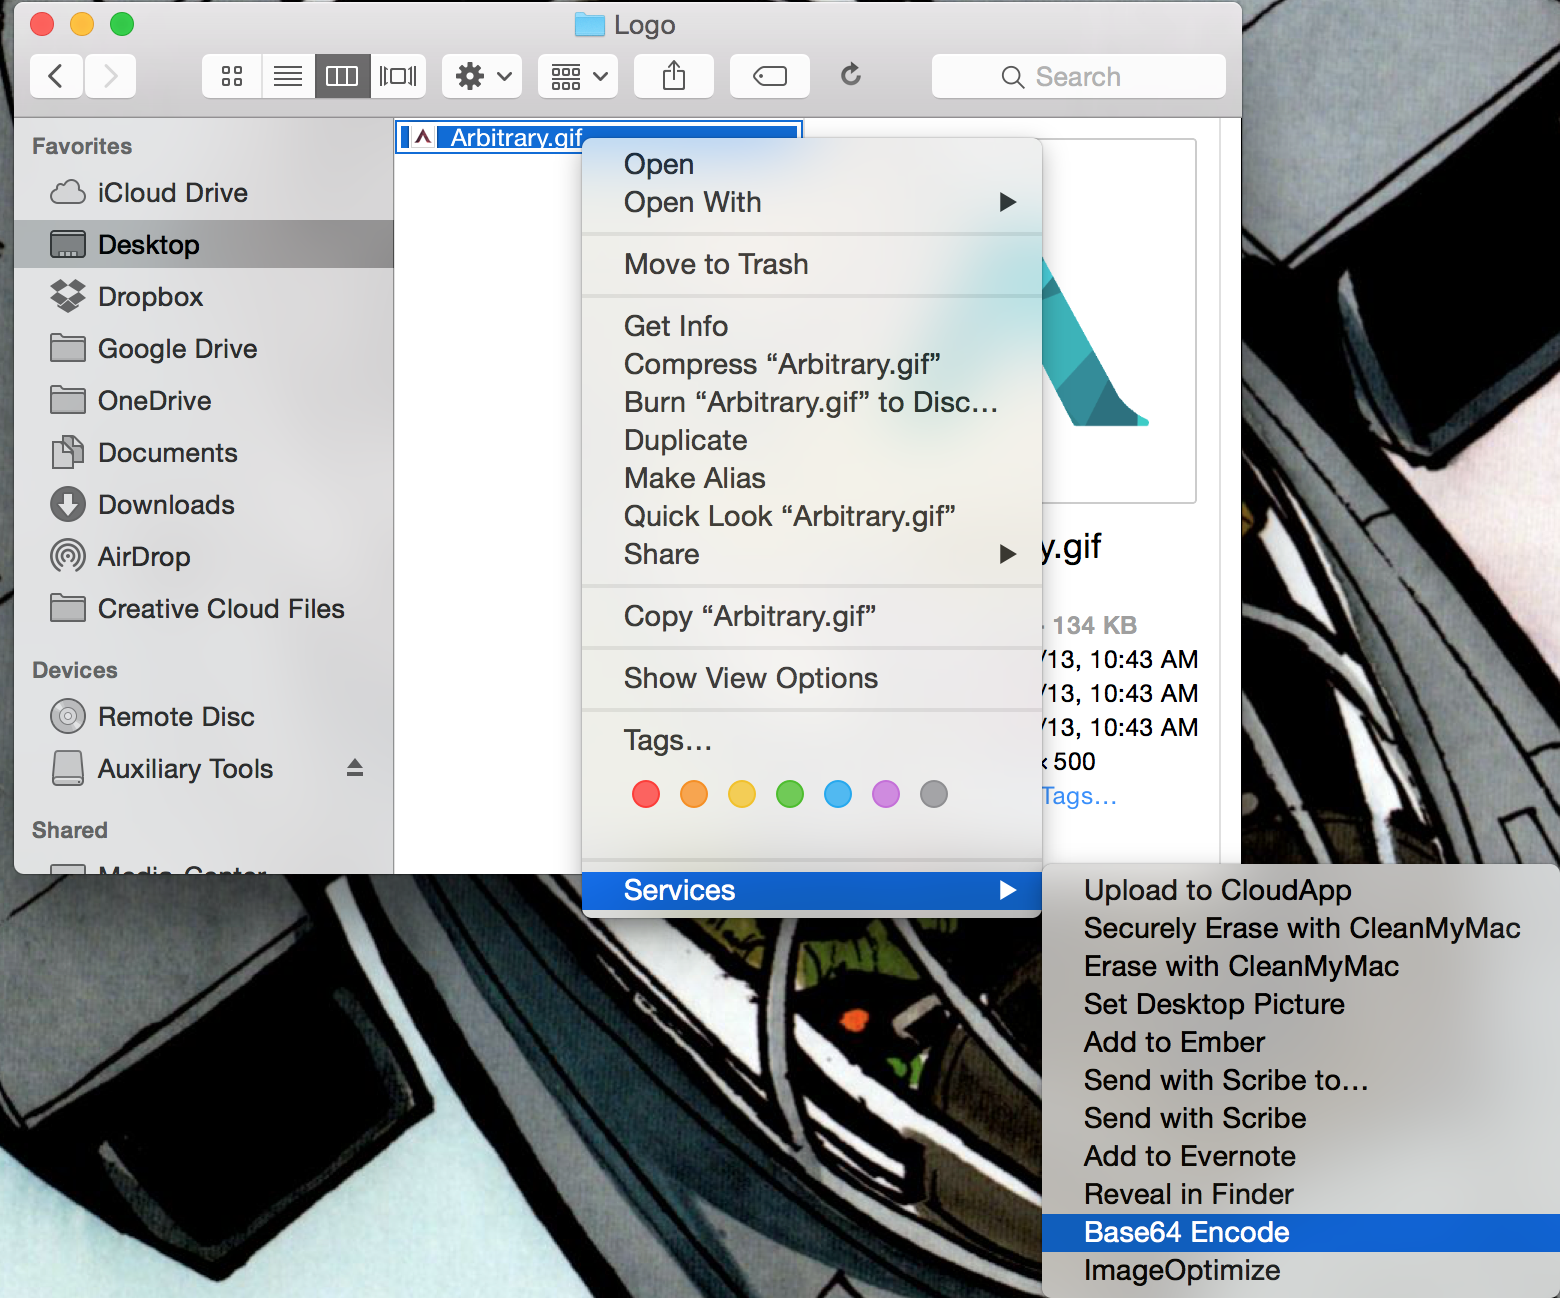 Logo
Search
Favorites
iCloud Drive
Desktop
Dropbox
Google Drive
OneDrive
Documents
Downloads
AirDrop
Creative Cloud Files
Devices
Remote Disc
Auxiliary Tools
Shared
Media Center
Arbitrary.gif
Open
Open With
Move to Trash
Get Info
Compress “Arbitrary.gif”
Burn “Arbitrary.gif” to Disc…
Duplicate
Make Alias
Quick Look “Arbitrary.gif”
Share
Copy “Arbitrary.gif”
Show View Options
Tags…
Services
y.gif
- 134 KB
/13, 10:43 AM
/13, 10:43 AM
/13, 10:43 AM
× 500
Tags…
Upload to CloudApp
Securely Erase with CleanMyMac
Erase with CleanMyMac
Set Desktop Picture
Add to Ember
Send with Scribe to…
Send with Scribe
Add to Evernote
Reveal in Finder
Base64 Encode
ImageOptimize